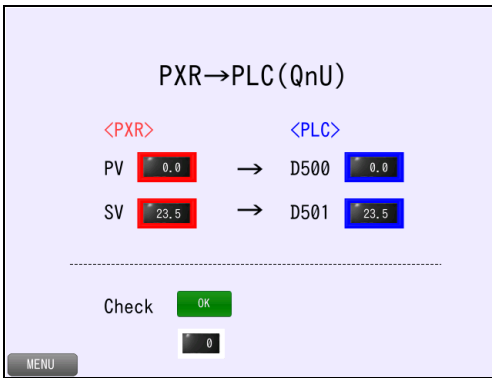 PXR→PLC(QnU)
<PXR> <PLC>
PV 0.0 → D500 0.0
SV 23.5 → D501 23.5
Check OK
0
MENU